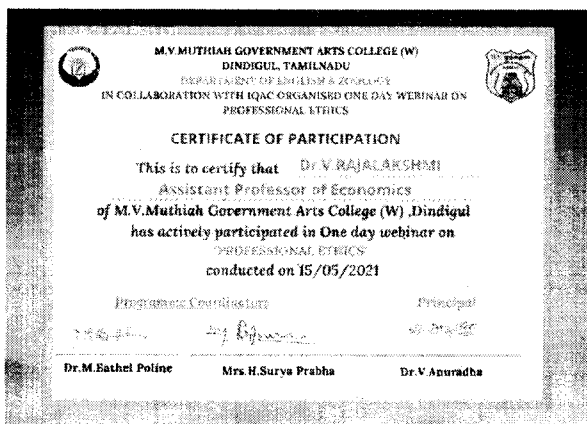 M.V.MUTHIAH GOVERNMENT ARTS COLLEGE (W)
DINDIGUL, TAMILNADU
DEPARTMENT OF ENGLISH & ZOOLOGY
IN COLLABORATION WITH IQAC ORGANISED ONE DAY WEBINAR ON
PROFESSIONAL ETHICS
CERTIFICATE OF PARTICIPATION
This is to certify that Dr.V.RAJALAKSHMI
Assistant Professor of Economics
of M.V.Muthiah Government Arts College (W) ,Dindigul
has actively participated in One day webinar on
'PROFESSIONAL ETHICS'
conducted on 15/05/2021
Programme Coordinators Principal
Dr.M.Eathel Poline Mrs.H.Surya Prabha Dr.V.Anuradha